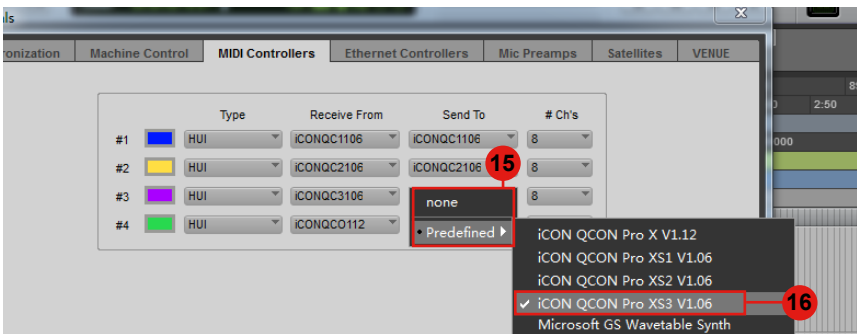 ls
ronization Machine Control MIDI Controllers Ethernet Controllers Mic Preamps Satellites VENUE
Type Receive From Send To # Ch's
#1 HUI iCONQC1106 iCONQC1106 8
#2 HUI iCONQC2106 iCONQC2106 8
#3 HUI iCONQC3106 8
#4 HUI iCONQCO112
15
none
Predefined
iCON QCON Pro X V1.12
iCON QCON Pro XS1 V1.06
iCON QCON Pro XS2 V1.06
iCON QCON Pro XS3 V1.06
16
Microsoft GS Wavetable Synth
8
0 2:50
000